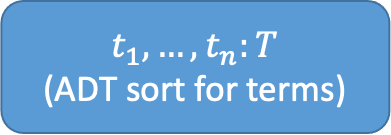 t₁, …, tₙ: T
(ADT sort for terms)